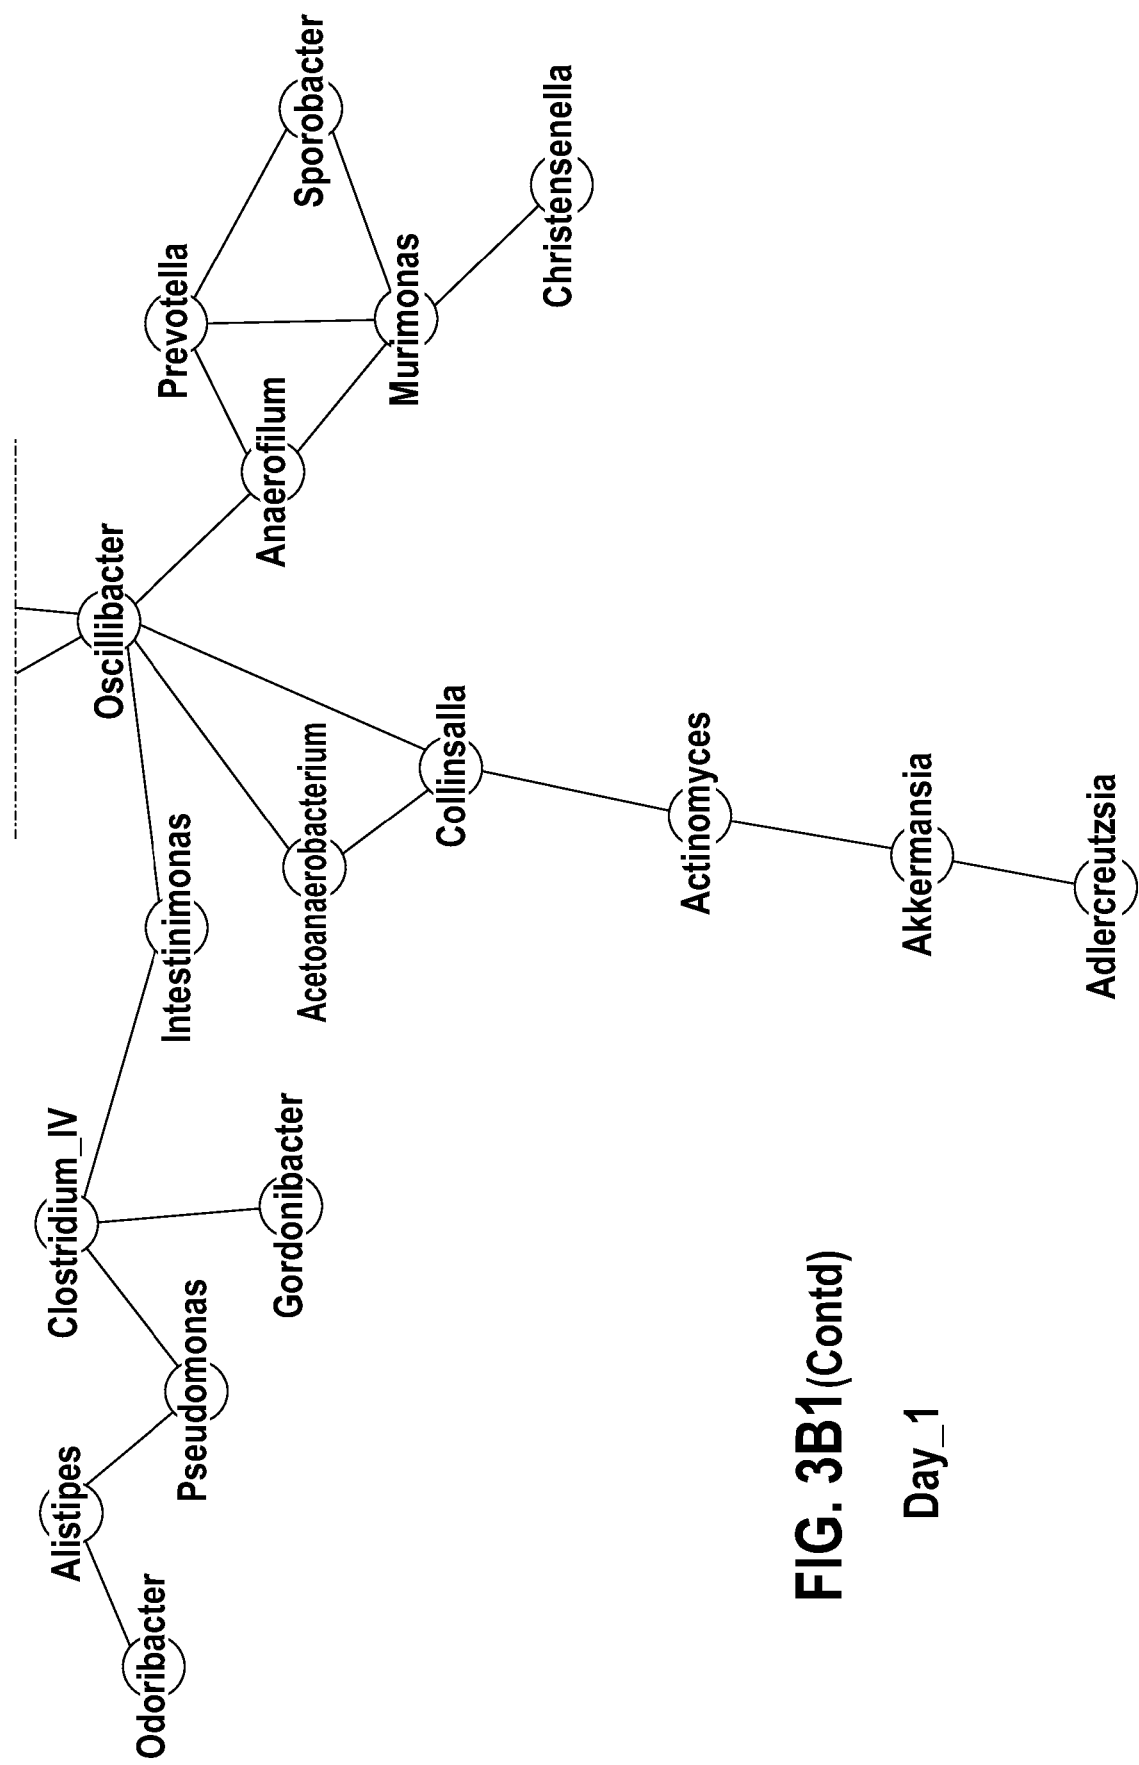 Clostridium_IV
Oscillibacter
Alistipes
Prevotella
Odoribacter
Pseudomonas
Intestinimonas
Gordonibacter
Anaerofilum
Sporobacter
Acetoanaerobacterium
Murimonas
Collinsalla
Christensenella
Actinomyces
Akkermansia
Adlercreutzsia
FIG. 3B1(Contd)
Day_1